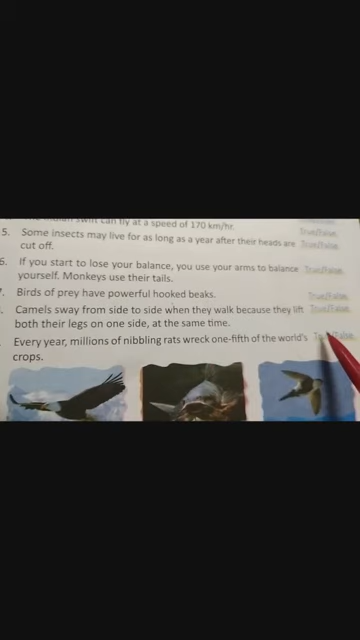 Indian swift can fly at a speed of 170 km/hr.
5. Some insects may live for as long as a year after their heads are True/False
cut off.
6. If you start to lose your balance, you use your arms to balance True/False
yourself. Monkeys use their tails.
7. Birds of prey have powerful hooked beaks. True/False
Camels sway from side to side when they walk because they lift True/False
both their legs on one side, at the same time.
Every year, millions of nibbling rats wreck one-fifth of the world's True/False
crops.